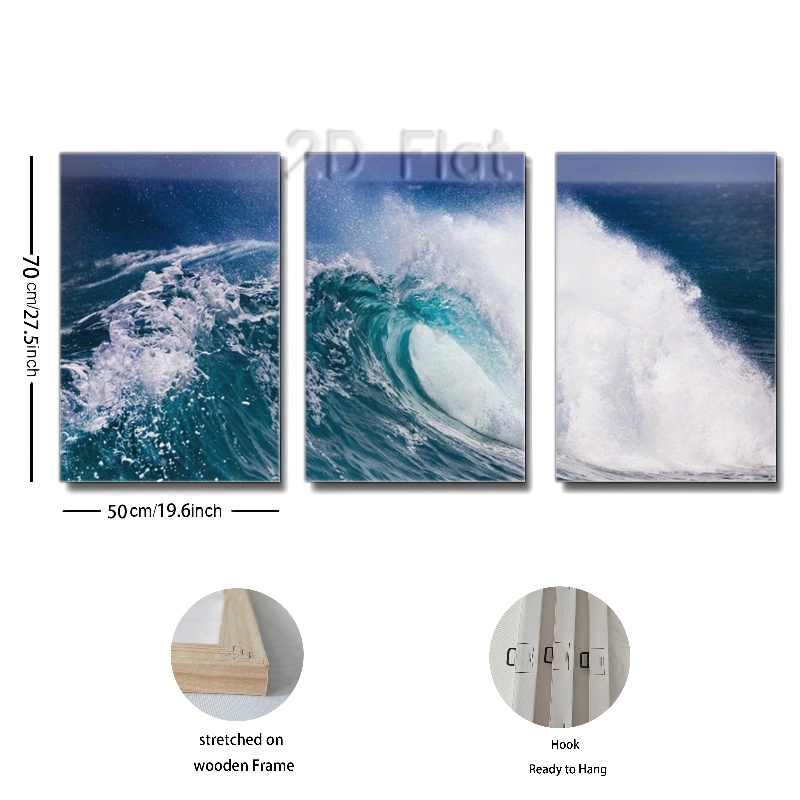 2D Flat
70 cm/27.5inch
50cm/19.6inch
stretched on
wooden Frame
Hook
Ready to Hang